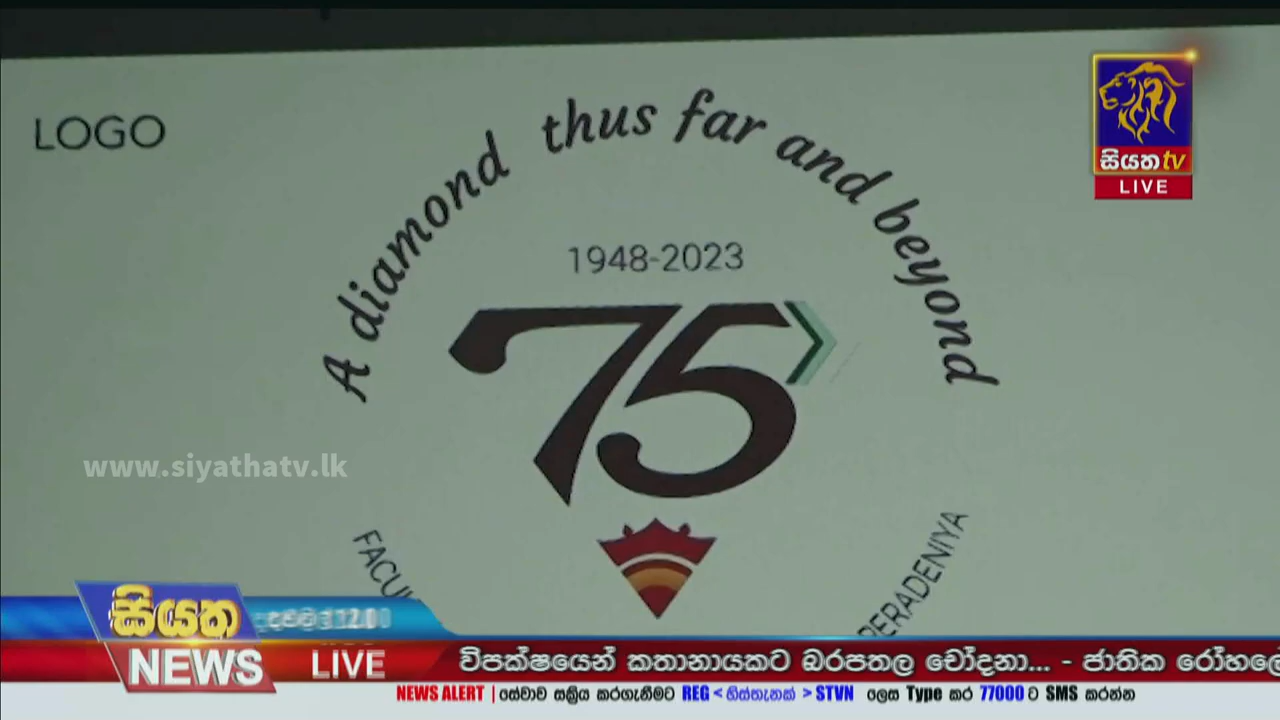 LOGO
A diamond thus far and beyond
1948-2023
75
PERADENIYA
සියත tv
LIVE
www.siyathatv.lk
සියත
NEWS
LIVE
විපක්ෂයෙන් කතානායකට බරපතල චෝදනා... - ජාතික රෝහලේ
NEWS ALERT | සේවාව සක්‍රිය කරගැනීමට REG < හිස්තැනක් > STVN ලෙස Type කර 77000 ට SMS කරන්න